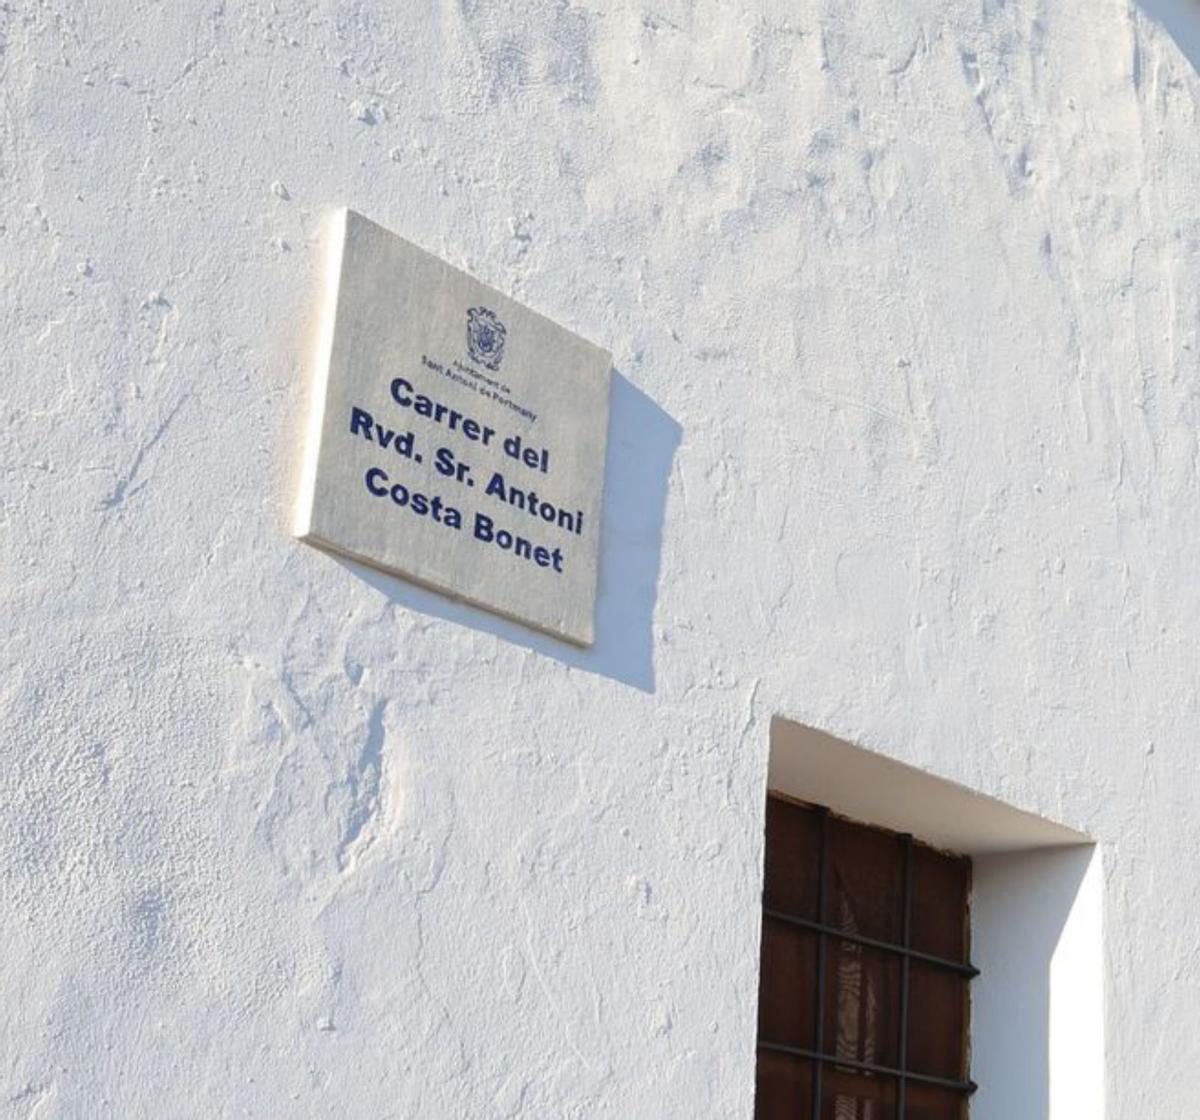 Ajuntament de
Sant Antoni de Portmany
Carrer del
Rvd. Sr. Antoni
Costa Bonet